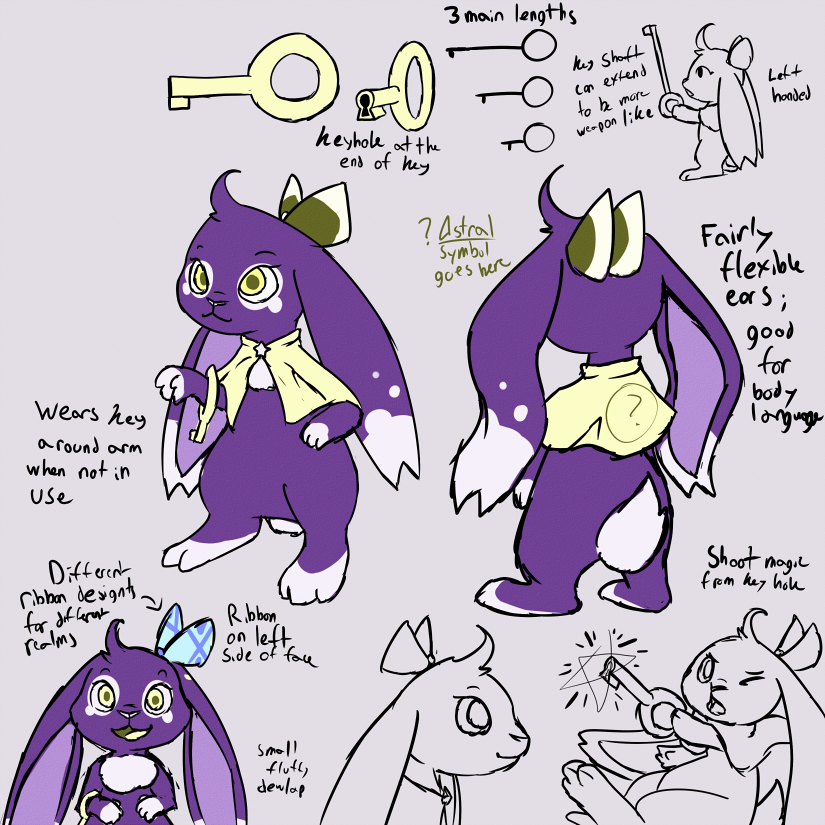 3 main lengths
key shaft
can extend
to be more
weapon like
Left
handed
keyhole at the
end of key
? Astral
symbol
goes here
Fairly
flexible
ears;
good
for
body
language
?
Wears key
around arm
when not in
use
Different
ribbon designs
for different
realms
Ribbon
on left
side of face
Shoot magic
from key hole
small
fluffy
dewlap